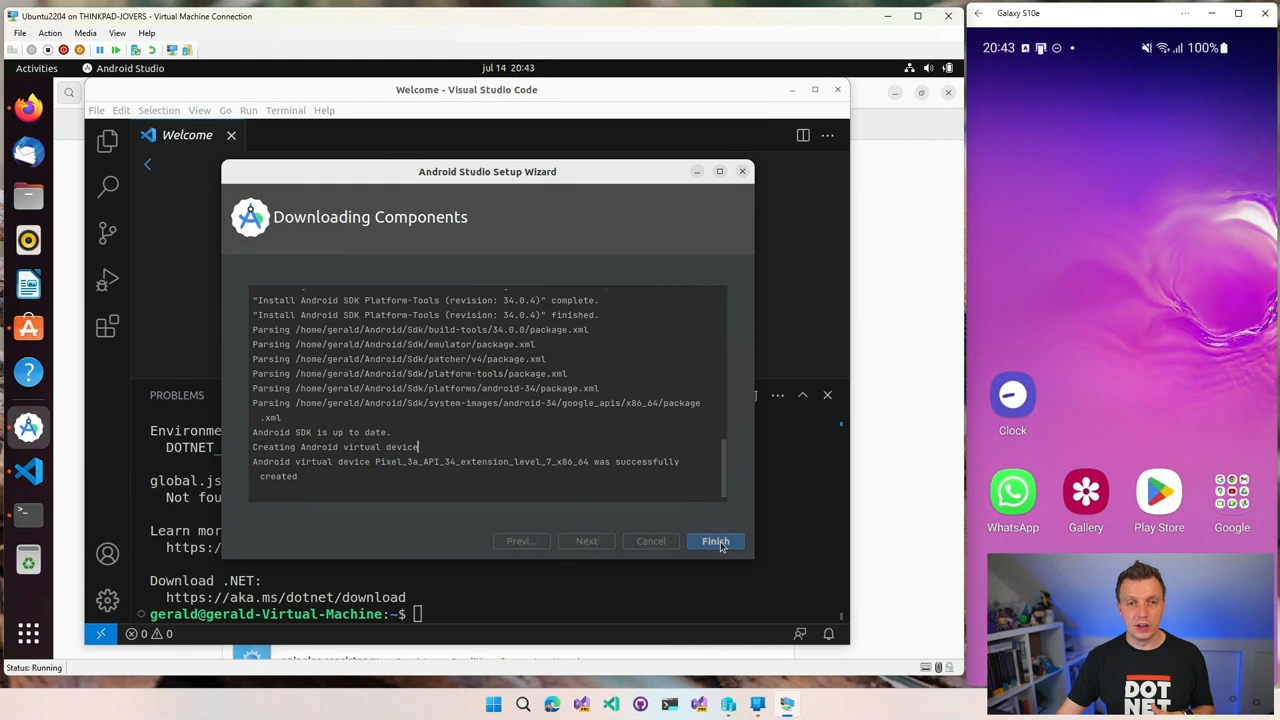 Ubuntu2204 on THINKPAD-JOVERS - Virtual Machine Connection
File Action Media View Help
Activities Android Studio jul 14 20:43
Welcome - Visual Studio Code
File Edit Selection View Go Run Terminal Help
Welcome
Android Studio Setup Wizard
Downloading Components
"Install Android SDK Platform-Tools (revision: 34.0.4)" complete.
"Install Android SDK Platform-Tools (revision: 34.0.4)" finished.
Parsing /home/gerald/Android/Sdk/build-tools/34.0.0/package.xml
Parsing /home/gerald/Android/Sdk/emulator/package.xml
Parsing /home/gerald/Android/Sdk/patcher/v4/package.xml
Parsing /home/gerald/Android/Sdk/platform-tools/package.xml
Parsing /home/gerald/Android/Sdk/platforms/android-34/package.xml
Parsing /home/gerald/Android/Sdk/system-images/android-34/google_apis/x86_64/package
.xml
Android SDK is up to date.
Creating Android virtual device
Android virtual device Pixel_3a_API_34_extension_level_7_x86_64 was successfully
created
Previ... Next Cancel Finish
PROBLEMS
Environme
DOTNET_
global.js
Not fou
Learn mor
https:/
Download .NET:
https://aka.ms/dotnet/download
gerald@gerald-Virtual-Machine:~$
0 0
Status: Running
Galaxy S10e
20:43 100%
Clock
WhatsApp Gallery Play Store Google
DOT
NET